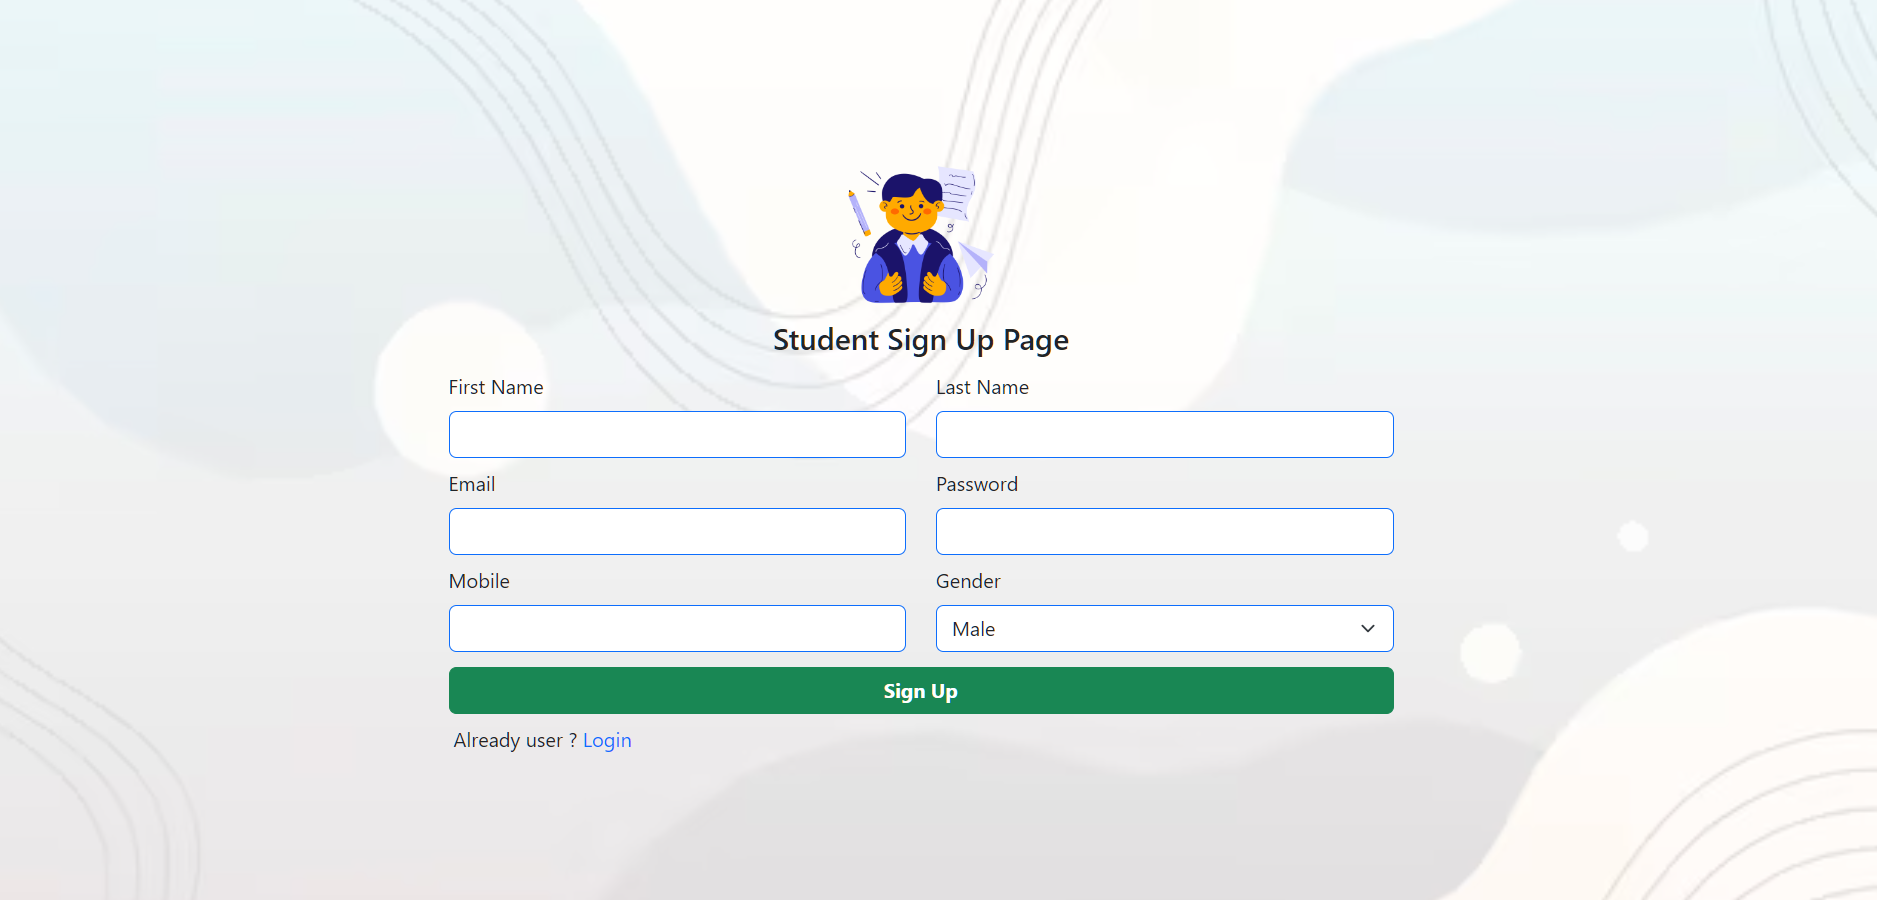 Student Sign Up Page
First Name
Last Name
Email
Password
Mobile
Gender
Male
Sign Up
Already user ? Login